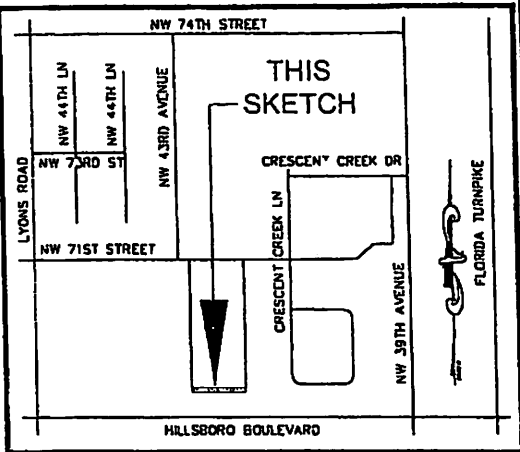 NW 74TH STREET
THIS
SKETCH
NW 44TH LN
NW 44TH LN
NW 43RD AVENUE
LYONS ROAD
NW 73RD ST
CRESCENT CREEK DR
NW 71ST STREET
CRESCENT CREEK LN
NW 39TH AVENUE
FLORIDA TURNPIKE
HILLSBORO BOULEVARD